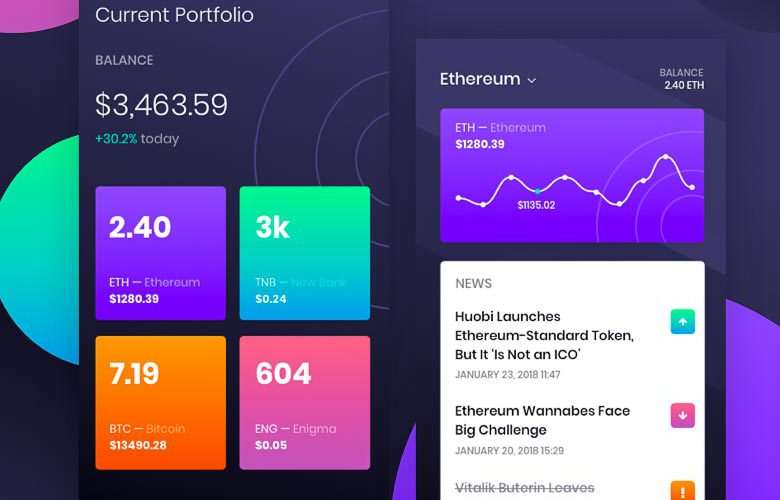 Current Portfolio
BALANCE
$3,463.59
+30.2% today
2.40
ETH — Ethereum
$1280.39
3k
TNB — New Bank
$0.24
7.19
BTC — Bitcoin
$13490.28
604
ENG — Enigma
$0.05
Ethereum
BALANCE
2.40 ETH
ETH — Ethereum
$1280.39
$1135.02
NEWS
Huobi Launches
Ethereum-Standard Token,
But It ‘Is Not an ICO’
JANUARY 23, 2018 11:47
Ethereum Wannabes Face
Big Challenge
JANUARY 20, 2018 15:29
Vitalik Buterin Leaves
!